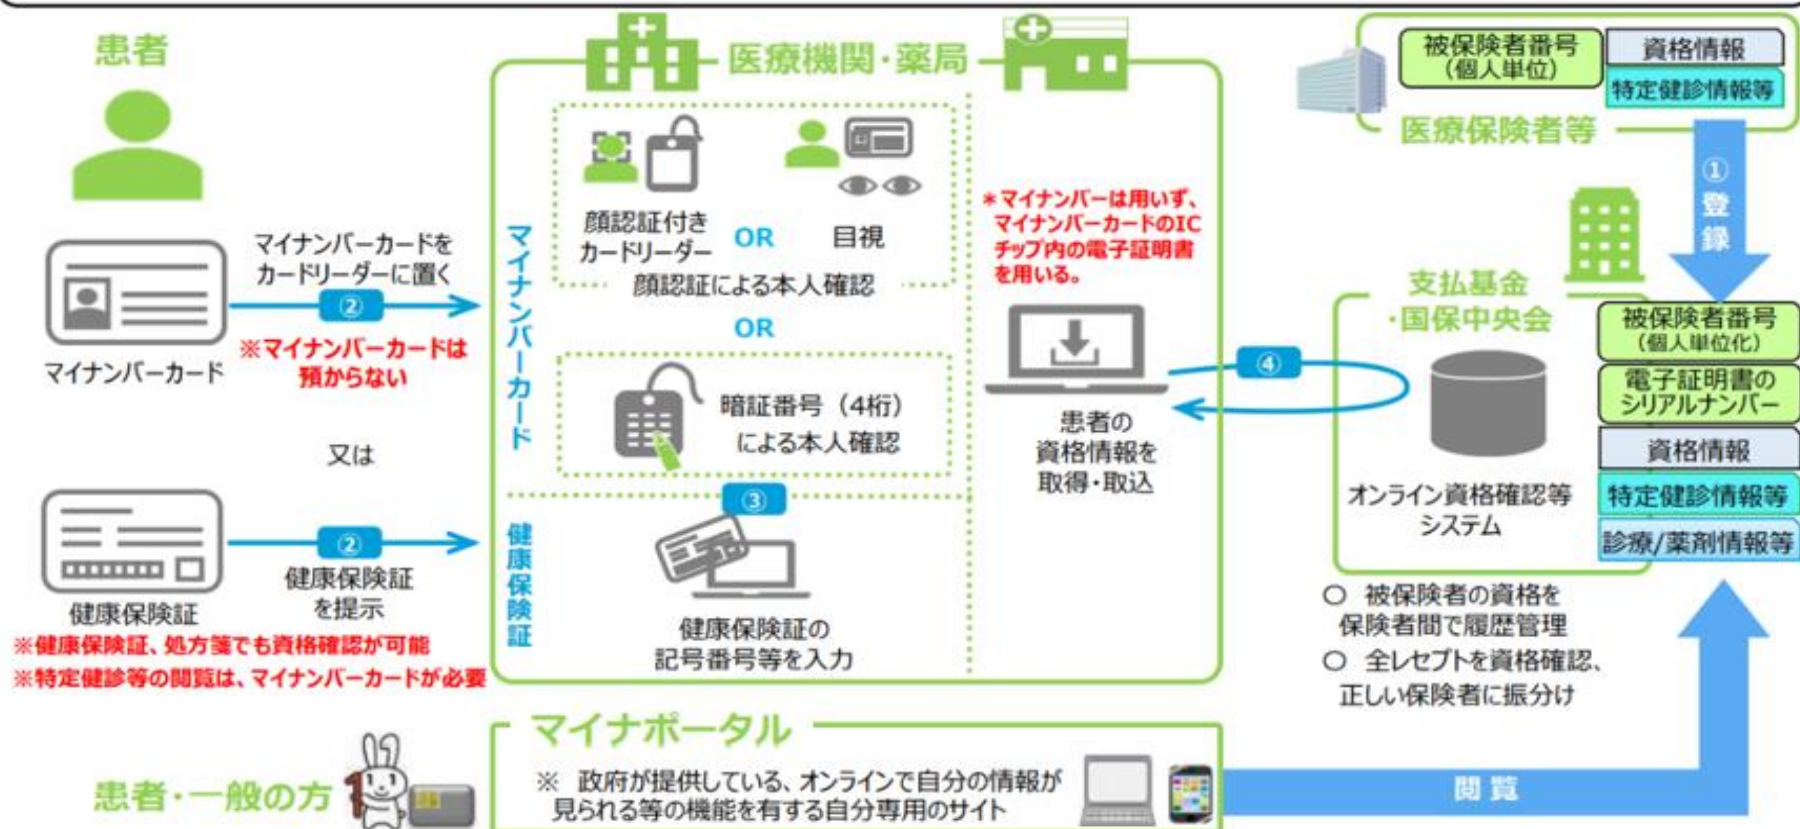 患者
マイナンバーカード
マイナンバーカードを
カードリーダーに置く
②
※マイナンバーカードは
預からない
又は
健康保険証
②
健康保険証
を提示
※健康保険証、処方箋でも資格確認が可能
※特定健診等の閲覧は、マイナンバーカードが必要
医療機関・薬局
マイナンバーカード
顔認証付き
カードリーダー
OR
目視
顔認証による本人確認
OR
暗証番号（4桁）
による本人確認
③
健康保険証
健康保険証の
記号番号等を入力
＊マイナンバーは用いず、
マイナンバーカードのIC
チップ内の電子証明書
を用いる。
患者の
資格情報を
取得・取込
④
被保険者番号
（個人単位）
資格情報
特定健診情報等
医療保険者等
①登録
支払基金
・国保中央会
オンライン資格確認等
システム
被保険者番号
（個人単位化）
電子証明書の
シリアルナンバー
資格情報
特定健診情報等
診療/薬剤情報等
○ 被保険者の資格を
保険者間で履歴管理
○ 全レセプトを資格確認、
正しい保険者に振分け
患者・一般の方
マイナポータル
※ 政府が提供している、オンラインで自分の情報が
見られる等の機能を有する自分専用のサイト
閲覧